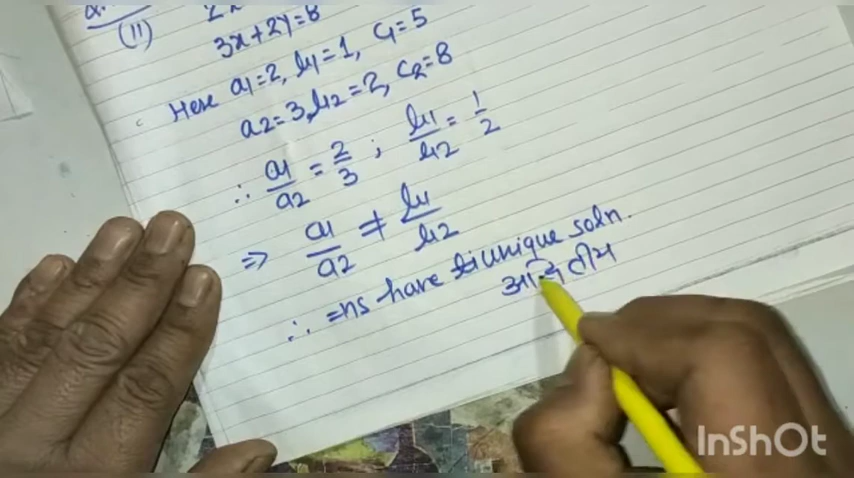 (II)
3x+2y=8
Here a1=2, b1=1, c1=5
a2=3, b2=2, c2=8
∴ a1/a2 = 2/3 ; b1/b2 = 1/2
⇒ a1/a2 ≠ b1/b2
∴ =ns have unique soln.
InShOt